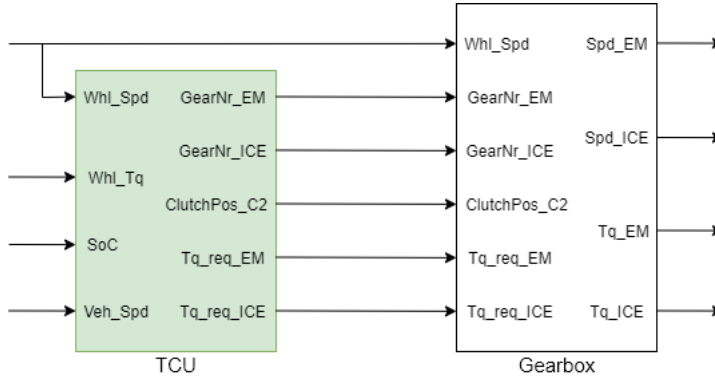 Whl_Spd
Whl_Tq
SoC
Veh_Spd
GearNr_EM
GearNr_ICE
ClutchPos_C2
Tq_req_EM
Tq_req_ICE
TCU
Whl_Spd
GearNr_EM
GearNr_ICE
ClutchPos_C2
Tq_req_EM
Tq_req_ICE
Spd_EM
Spd_ICE
Tq_EM
Tq_ICE
Gearbox